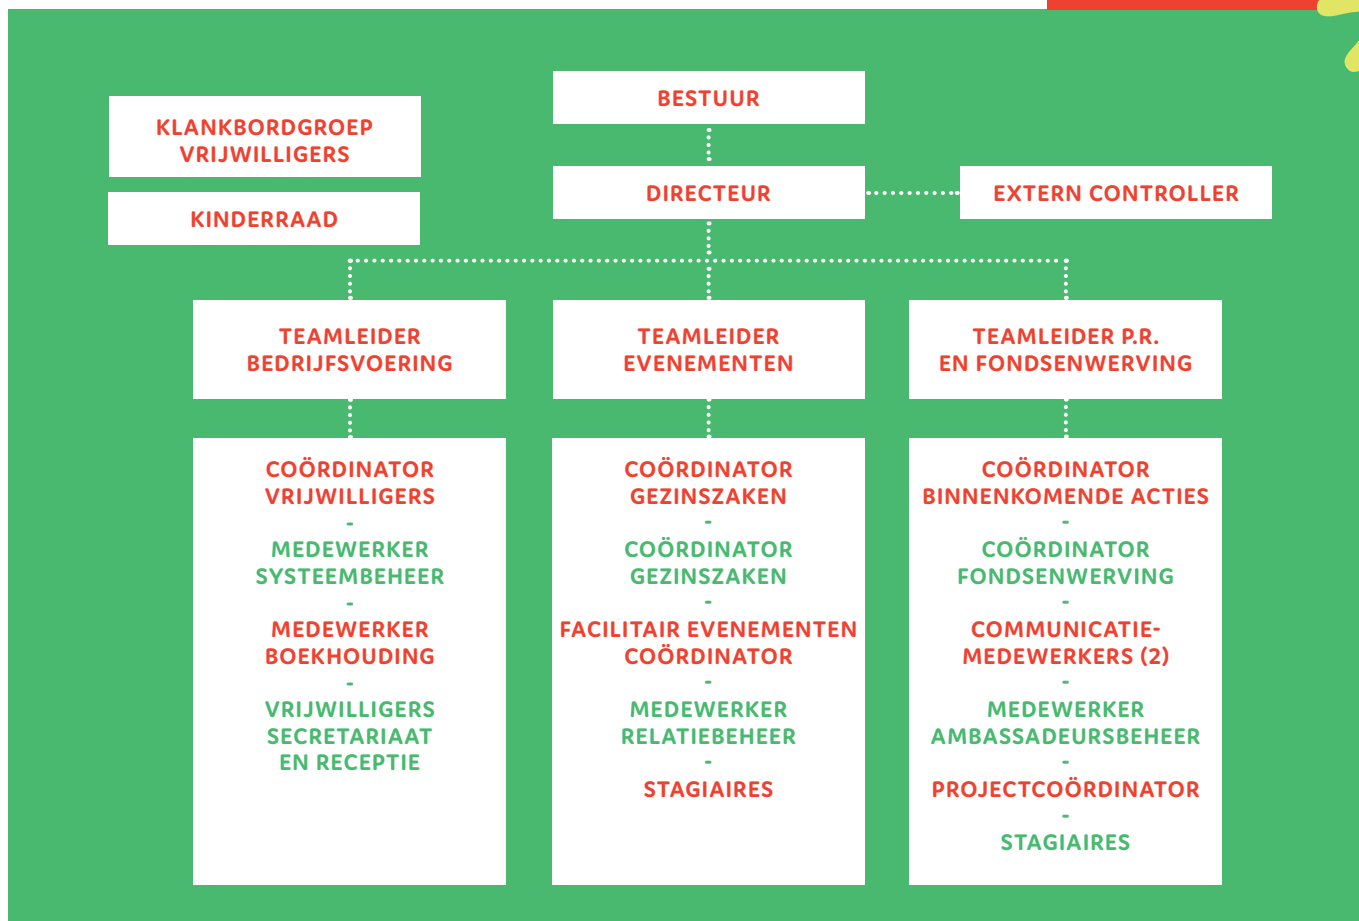 KLANKBORDGROEP
VRIJWILLIGERS
KINDERRAAD
BESTUUR
DIRECTEUR
EXTERN CONTROLLER
TEAMLEIDER
BEDRIJFSVOERING
TEAMLEIDER
EVENEMENTEN
TEAMLEIDER P.R.
EN FONDSENWERVING
COÖRDINATOR
VRIJWILLIGERS
-
MEDEWERKER
SYSTEEMBEHEER
-
MEDEWERKER
BOEKHOUDING
-
VRIJWILLIGERS
SECRETARIAAT
EN RECEPTIE
COÖRDINATOR
GEZINSZAKEN
-
COÖRDINATOR
GEZINSZAKEN
-
FACILITAIR EVENEMENTEN
COÖRDINATOR
-
MEDEWERKER
RELATIEBEHEER
-
STAGIAIRES
COÖRDINATOR
BINNENKOMENDE ACTIES
-
COÖRDINATOR
FONDSENWERVING
-
COMMUNICATIE-
MEDEWERKERS (2)
-
MEDEWERKER
AMBASSADEURSBEHEER
-
PROJECTCOÖRDINATOR
-
STAGIAIRES